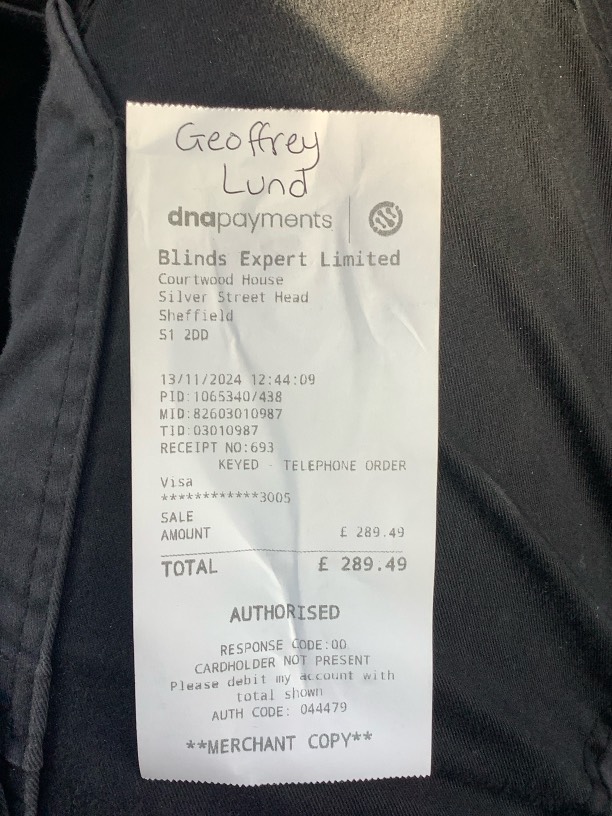 Geoffrey
Lund
dnapayments
Blinds Expert Limited
Courtwood House
Silver Street Head
Sheffield
S1 2DD
13/11/2024 12:44:09
PID:1065340/438
MID:82603010987
TID:03010987
RECEIPT NO:693
KEYED - TELEPHONE ORDER
Visa
************3005
SALE
AMOUNT £ 289.49
TOTAL £ 289.49
AUTHORISED
RESPONSE CODE:00
CARDHOLDER NOT PRESENT
Please debit my account with
total shown
AUTH CODE: 044479
**MERCHANT COPY**